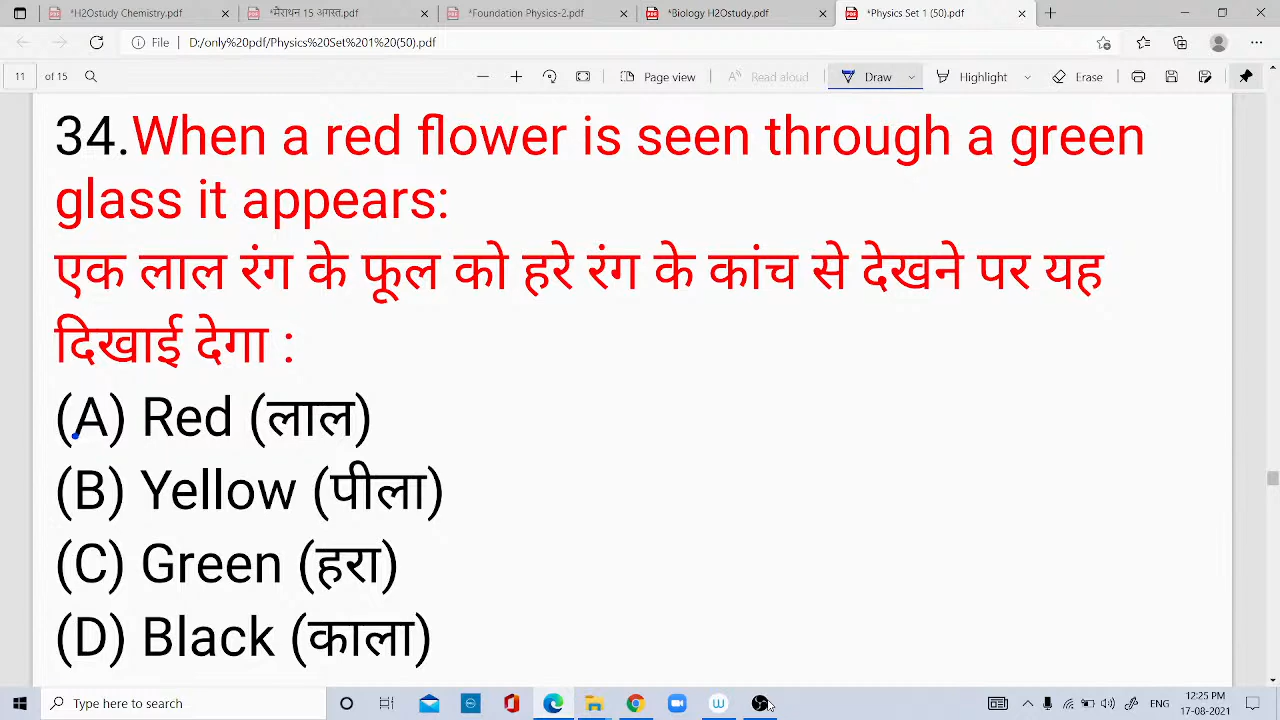 *H2Ostudy Chemistry.pdf
*मैराथन 15 अगस्त.pdf
*Foundation Physics-2.pdf
*Biology H2Ostudy.pdf
*Physics Set 1 (50).pdf
File D:/only%20pdf/Physics%20Set%201%20(50).pdf
11 of 15 Page view Read aloud Draw Highlight Erase
34.When a red flower is seen through a green
glass it appears:
एक लाल रंग के फूल को हरे रंग के कांच से देखने पर यह
दिखाई देगा :
(A) Red (लाल)
(B) Yellow (पीला)
(C) Green (हरा)
(D) Black (काला)
Type here to search
ENG
1:25 PM
17-08-2021